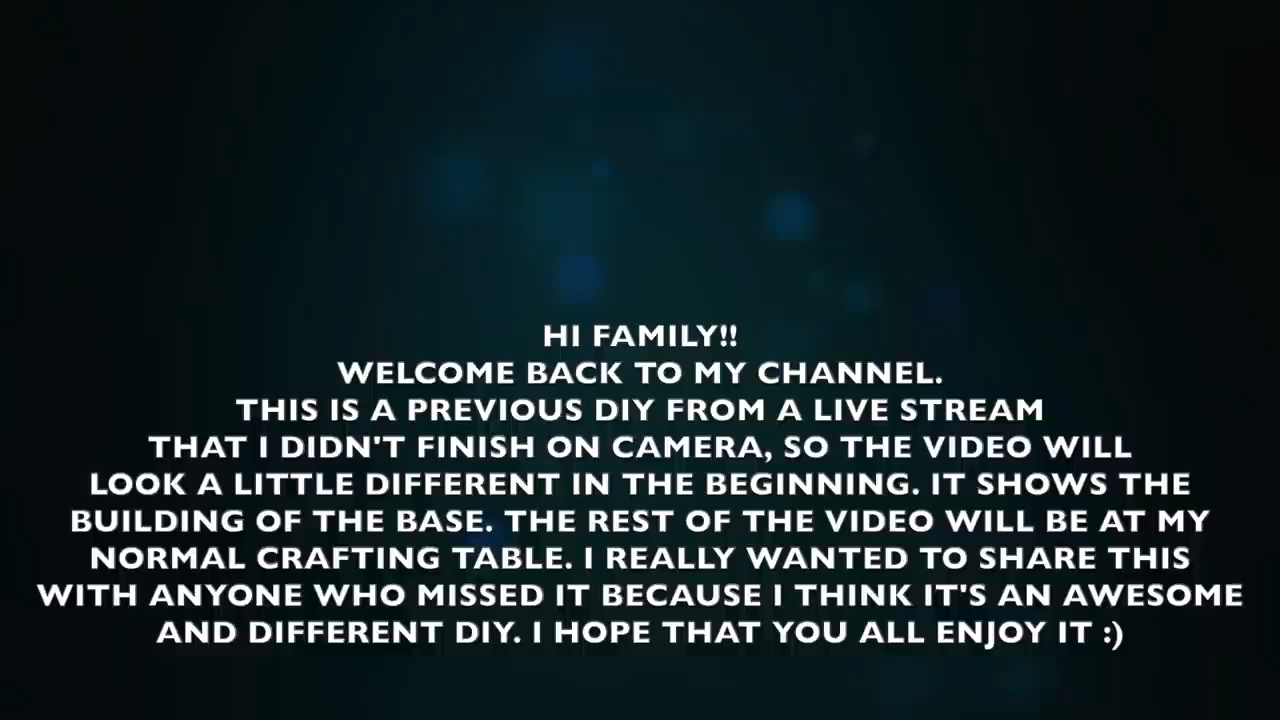 HI FAMILY!!
WELCOME BACK TO MY CHANNEL.
THIS IS A PREVIOUS DIY FROM A LIVE STREAM
THAT I DIDN'T FINISH ON CAMERA, SO THE VIDEO WILL
LOOK A LITTLE DIFFERENT IN THE BEGINNING. IT SHOWS THE
BUILDING OF THE BASE. THE REST OF THE VIDEO WILL BE AT MY
NORMAL CRAFTING TABLE. I REALLY WANTED TO SHARE THIS
WITH ANYONE WHO MISSED IT BECAUSE I THINK IT'S AN AWESOME
AND DIFFERENT DIY. I HOPE THAT YOU ALL ENJOY IT :)